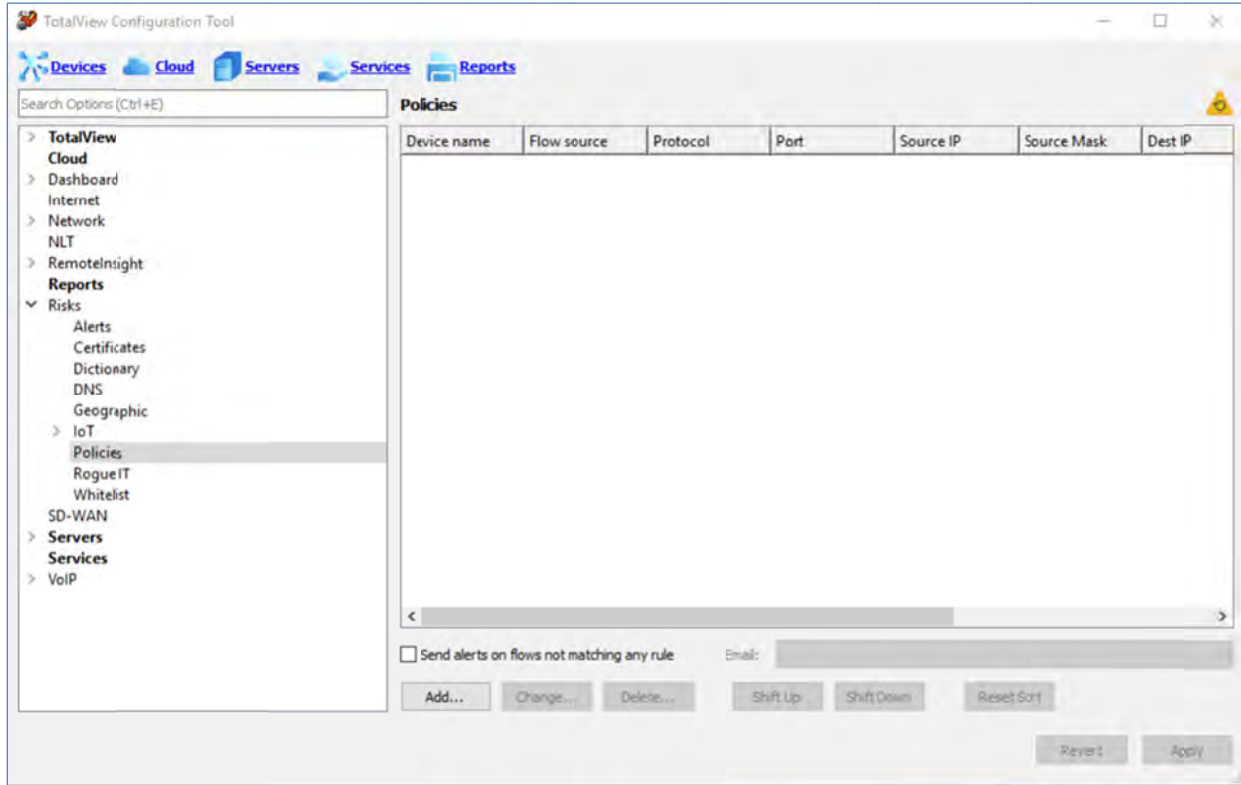 TotalView Configuration Tool
Devices Cloud Servers Services Reports
Search Options (Ctrl+E)
TotalView
Cloud
Dashboard
Internet
Network
NLT
RemoteInsight
Reports
Risks
Alerts
Certificates
Dictionary
DNS
Geographic
IoT
Policies
Rogue IT
Whitelist
SD-WAN
Servers
Services
VoIP
Policies
Device name Flow source Protocol Port Source IP Source Mask Dest IP
Send alerts on flows not matching any rule Email:
Add... Change... Delete... Shift Up Shift Down Reset Sort
Revert Apply